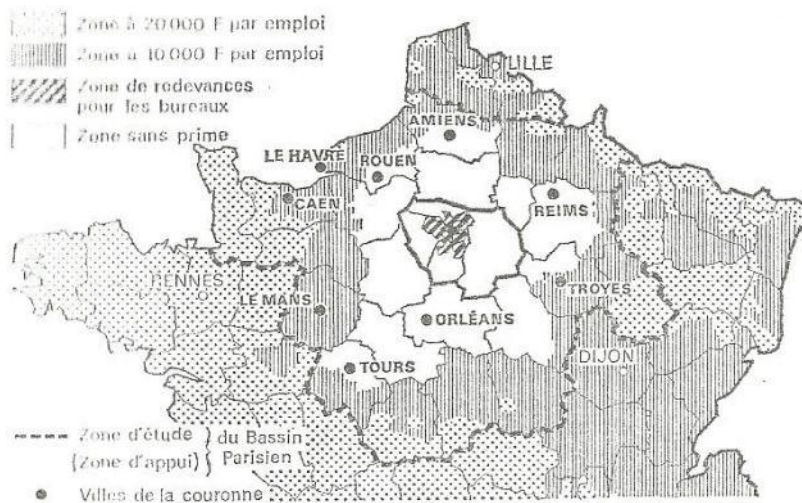 Zone à 20 000 F par emploi
Zone à 10 000 F par emploi
Zone de redevances
pour les bureaux
Zone sans prime
LILLE
AMIENS
LE HAVRE
ROUEN
CAEN
REIMS
RENNES
LE MANS
TROYES
ORLÉANS
DIJON
TOURS
Zone d'étude
(Zone d'appui)
du Bassin
Parisien
Villes de la couronne